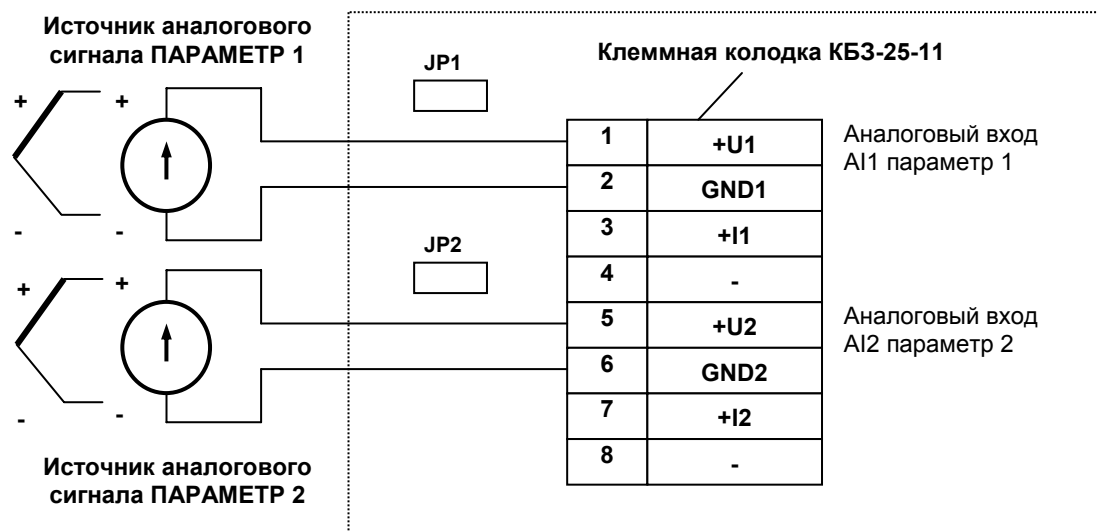 Источник аналогового
сигнала ПАРАМЕТР 1
JP1
Клеммная колодка КБЗ-25-11
+ +
- -
1 +U1
2 GND1
3 +I1
4 -
5 +U2
6 GND2
7 +I2
8 -
Аналоговый вход
AI1 параметр 1
JP2
+ +
- -
Аналоговый вход
AI2 параметр 2
Источник аналогового
сигнала ПАРАМЕТР 2